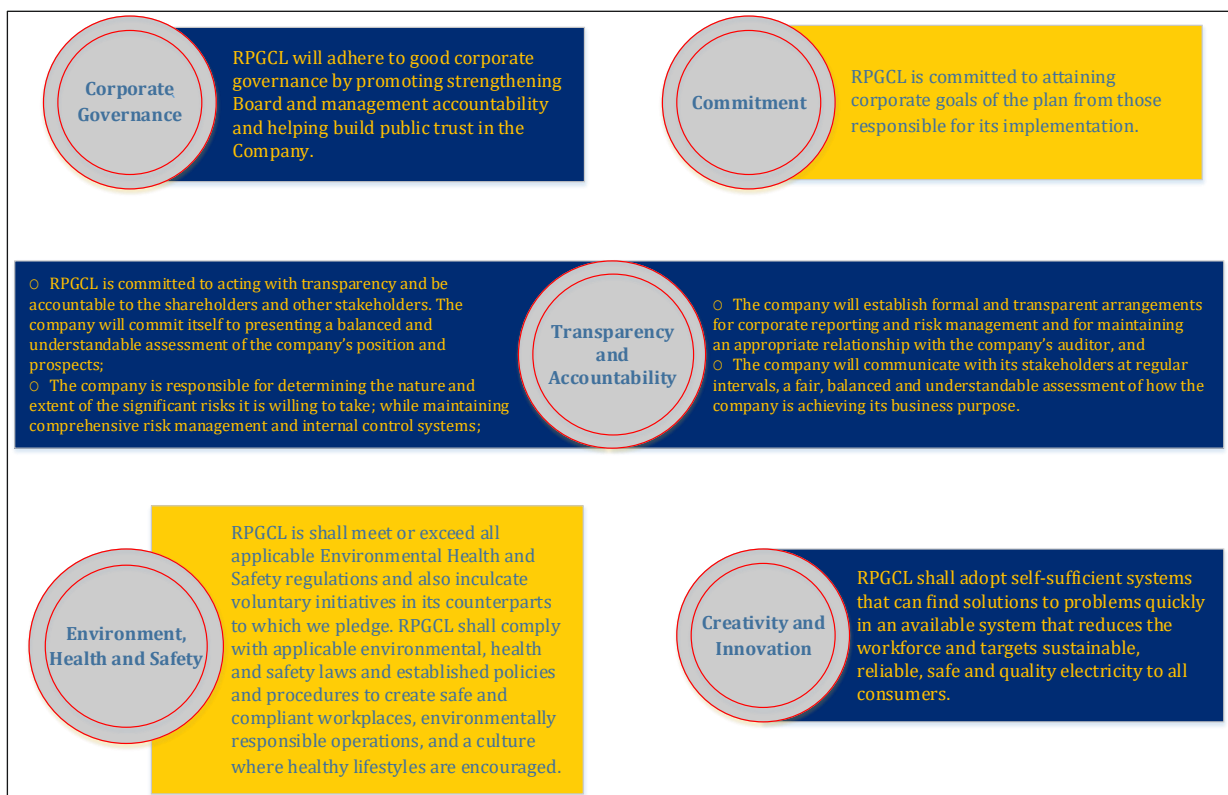 Corporate
Governance
RPGCL will adhere to good corporate
governance by promoting strengthening
Board and management accountability
and helping build public trust in the
Company.
Commitment
RPGCL is committed to attaining
corporate goals of the plan from those
responsible for its implementation.
○ RPGCL is committed to acting with transparency and be
accountable to the shareholders and other stakeholders. The
company will commit itself to presenting a balanced and
understandable assessment of the company's position and
prospects;
○ The company is responsible for determining the nature and
extent of the significant risks it is willing to take; while maintaining
comprehensive risk management and internal control systems;
Transparency
and
Accountability
○ The company will establish formal and transparent arrangements
for corporate reporting and risk management and for maintaining
an appropriate relationship with the company's auditor, and
○ The company will communicate with its stakeholders at regular
intervals, a fair, balanced and understandable assessment of how the
company is achieving its business purpose.
Environment,
Health and Safety
RPGCL is shall meet or exceed all
applicable Environmental Health and
Safety regulations and also inculcate
voluntary initiatives in its counterparts
to which we pledge. RPGCL shall comply
with applicable environmental, health
and safety laws and established policies
and procedures to create safe and
compliant workplaces, environmentally
responsible operations, and a culture
where healthy lifestyles are encouraged.
Creativity and
Innovation
RPGCL shall adopt self-sufficient systems
that can find solutions to problems quickly
in an available system that reduces the
workforce and targets sustainable,
reliable, safe and quality electricity to all
consumers.